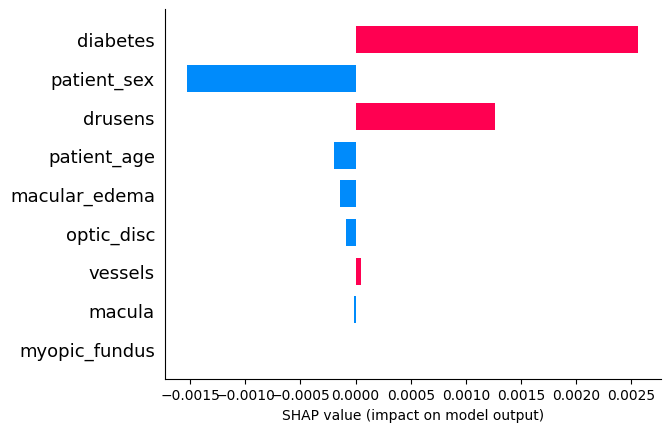 diabetes
patient_sex
drusens
patient_age
macular_edema
optic_disc
vessels
macula
myopic_fundus
−0.0015−0.0010−0.0005 0.0000 0.0005 0.0010 0.0015 0.0020 0.0025
SHAP value (impact on model output)